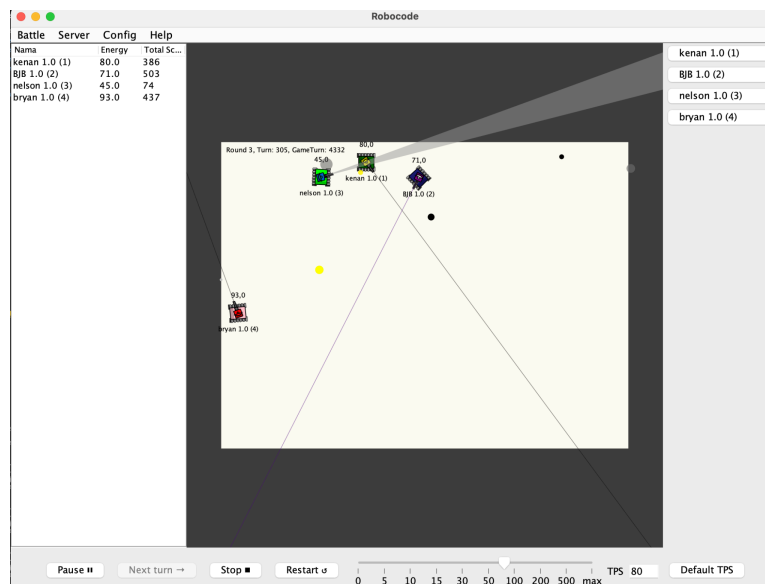 Robocode
Battle Server Config Help
Nama Energy Total Sc...
kenan 1.0 (1) 80.0 386
BJB 1.0 (2) 71.0 503
nelson 1.0 (3) 45.0 74
bryan 1.0 (4) 93.0 437
kenan 1.0 (1)
BJB 1.0 (2)
nelson 1.0 (3)
bryan 1.0 (4)
Round 3, Turn: 305, GameTurn: 4332
80,0
45,0
71,0
kenan 1.0 (1)
nelson 1.0 (3)
BJB 1.0 (2)
93,0
bryan 1.0 (4)
Pause Next turn → Stop Restart ↺
0 5 10 15 30 50 100 200 500 max
TPS 80 Default TPS